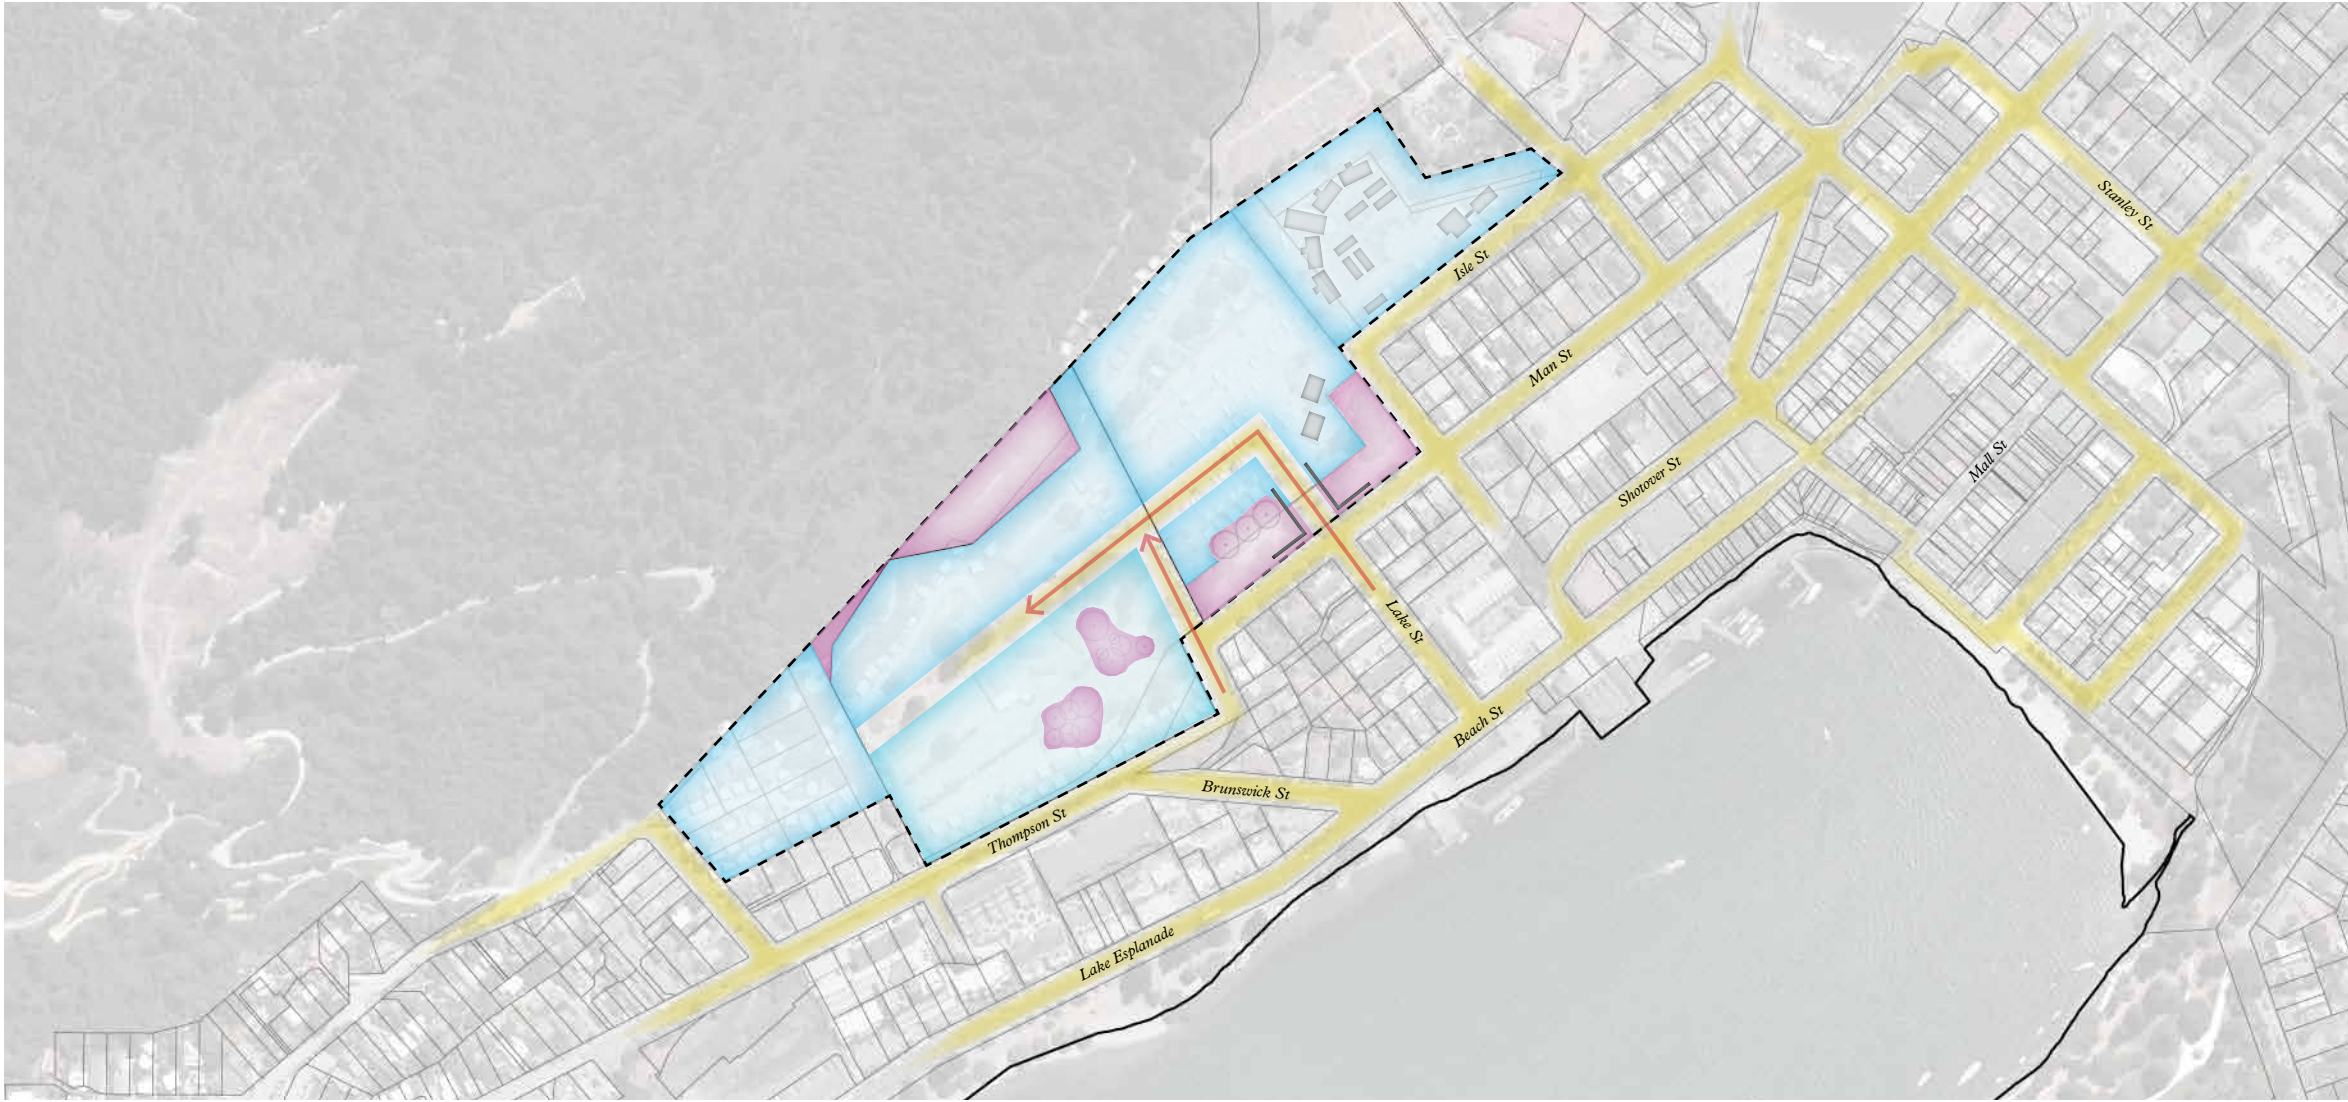 Stanley St
Isle St
Man St
Mall St
Shotover St
Lake St
Beach St
Brunswick St
Thompson St
Lake Esplanade